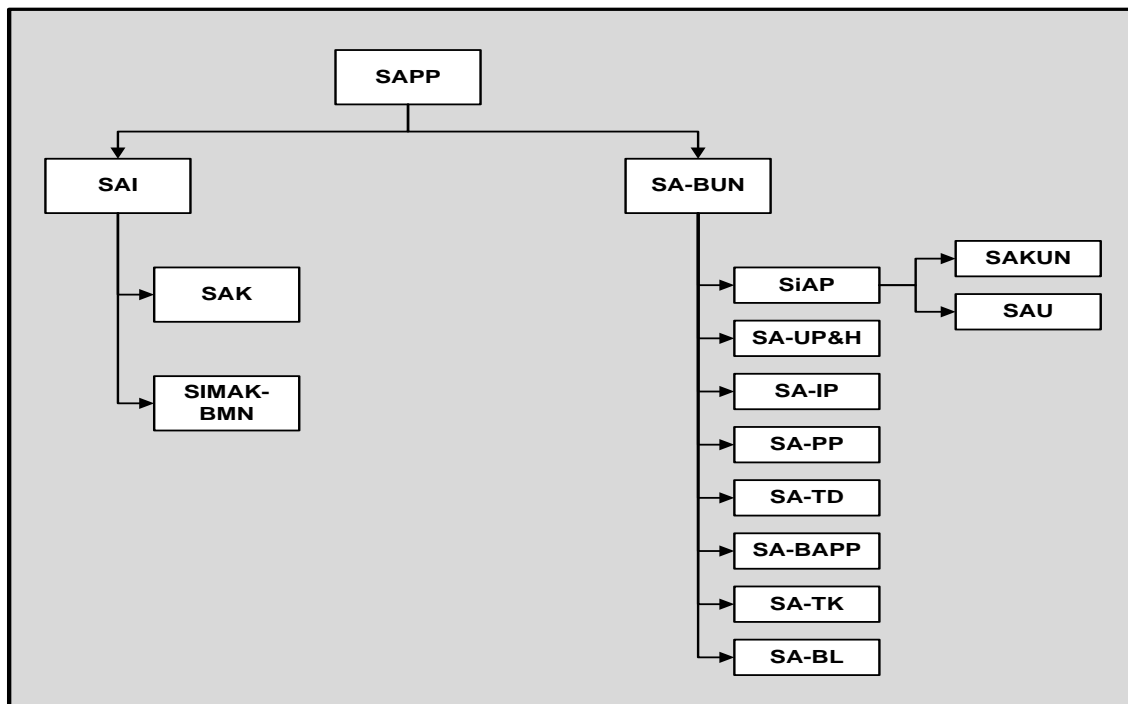 SAPP
SAI
SA-BUN
SAK
SIMAK-
BMN
SiAP
SAKUN
SAU
SA-UP&H
SA-IP
SA-PP
SA-TD
SA-BAPP
SA-TK
SA-BL